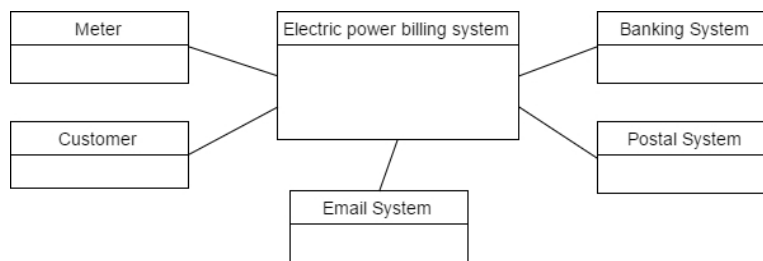 Meter
Electric power billing system
Banking System
Customer
Postal System
Email System